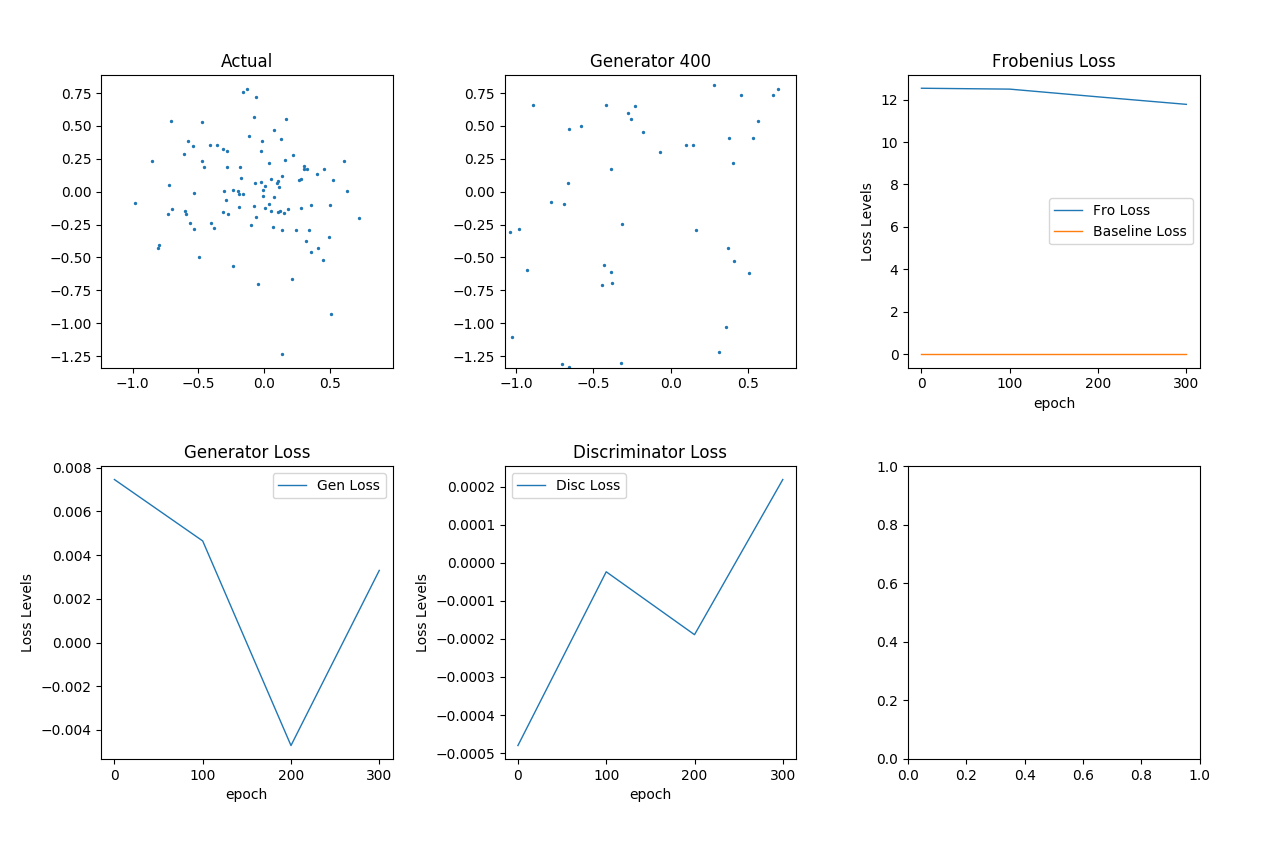 Actual
0.75
0.50
0.25
0.00
−0.25
−0.50
−0.75
−1.00
−1.25
−1.0 −0.5 0.0 0.5
Generator 400
0.75
0.50
0.25
0.00
−0.25
−0.50
−0.75
−1.00
−1.25
−1.0 −0.5 0.0 0.5
Frobenius Loss
Loss Levels
12
10
8
6
4
2
0
Fro Loss
Baseline Loss
0 100 200 300
epoch
Generator Loss
Loss Levels
0.008
0.006
0.004
0.002
0.000
−0.002
−0.004
Gen Loss
0 100 200 300
epoch
Discriminator Loss
Loss Levels
0.0002
0.0001
0.0000
−0.0001
−0.0002
−0.0003
−0.0004
−0.0005
Disc Loss
0 100 200 300
epoch
1.0
0.8
0.6
0.4
0.2
0.0
0.0 0.2 0.4 0.6 0.8 1.0